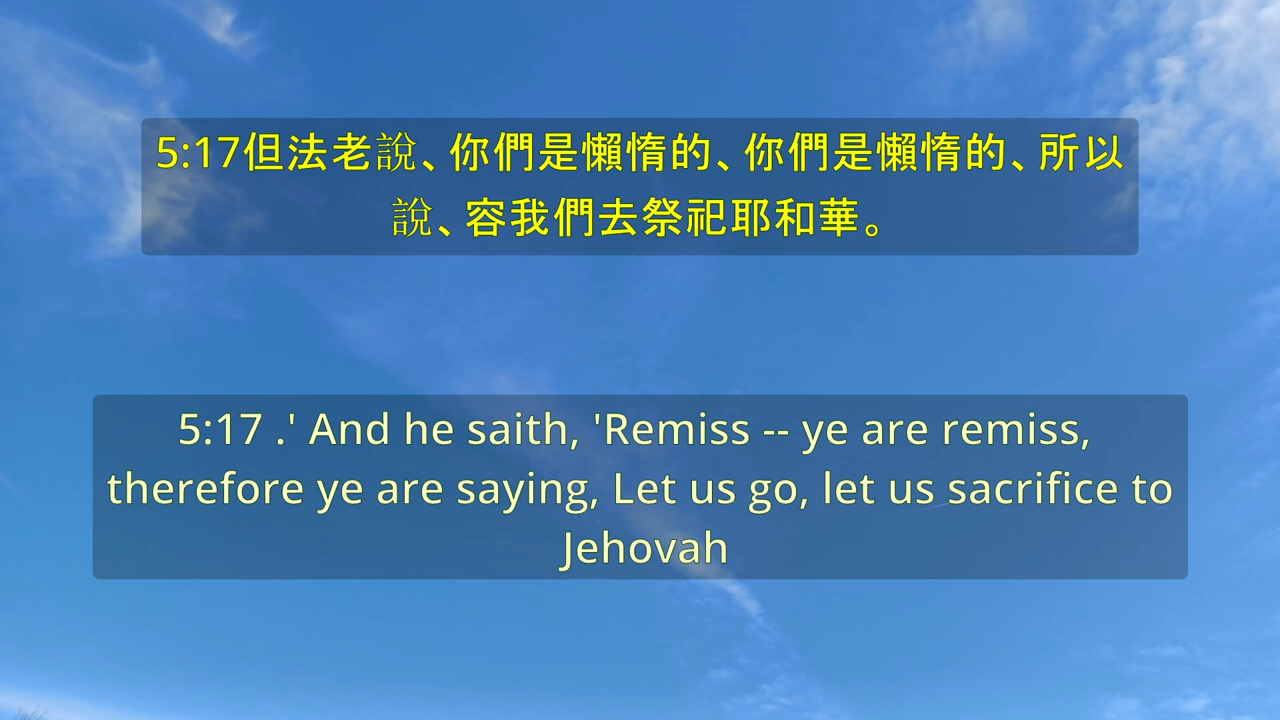 5:17但法老說、你們是懶惰的、你們是懶惰的、所以
說、容我們去祭祀耶和華。
5:17 .' And he saith, 'Remiss -- ye are remiss,
therefore ye are saying, Let us go, let us sacrifice to
Jehovah